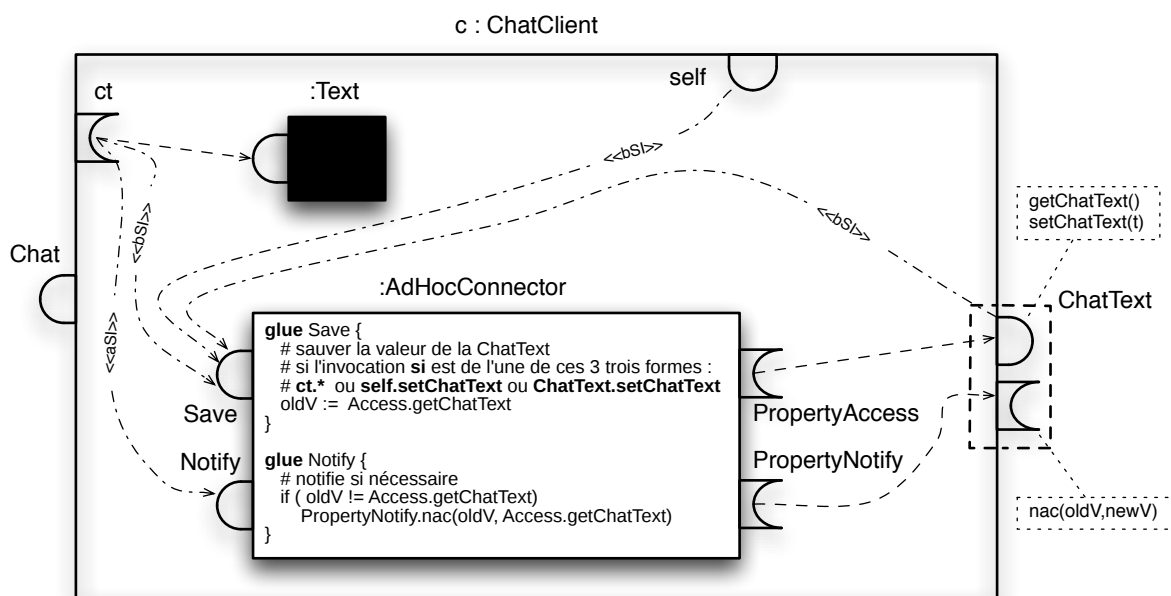 c : ChatClient
self
ct
:Text
<<bSI>>
<<bSI>>
<<bSI>>
<<aSI>>
getChatText()
setChatText(t)
Chat
:AdHocConnector
ChatText
glue Save {
# sauver la valeur de la ChatText
# si l'invocation si est de l'une de ces 3 trois formes :
# ct.* ou self.setChatText ou ChatText.setChatText
oldV := Access.getChatText
}
Save
PropertyAccess
Notify
PropertyNotify
glue Notify {
# notifie si nécessaire
if ( oldV != Access.getChatText)
PropertyNotify.nac(oldV, Access.getChatText)
}
nac(oldV,newV)